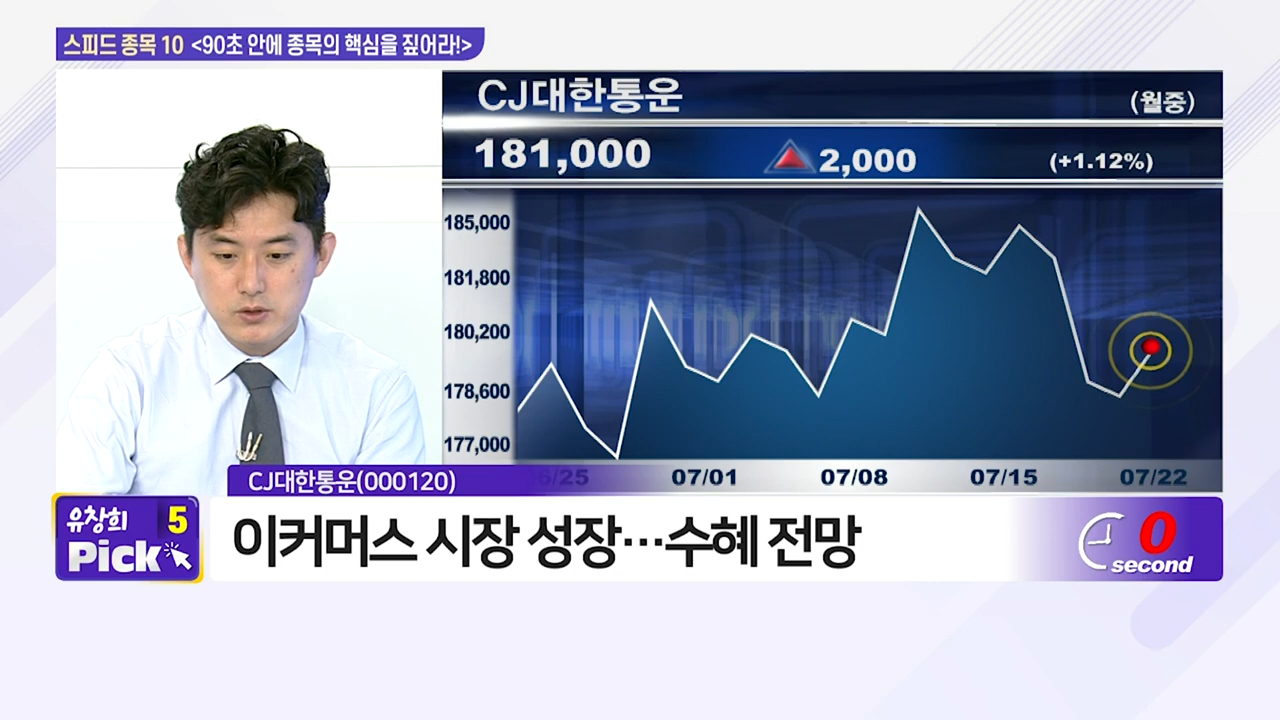 스피드 종목 10 <90초 안에 종목의 핵심을 짚어라!>
CJ대한통운
(월중)
181,000
2,000
(+1.12%)
185,000
181,800
180,200
178,600
177,000
6/25
07/01
07/08
07/15
07/22
CJ대한통운(000120)
유창희 5
Pick
이커머스 시장 성장…수혜 전망
0
second